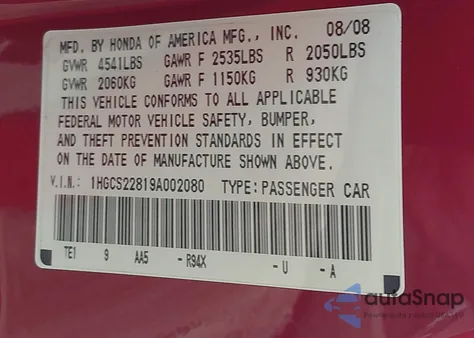 MFD. BY HONDA OF AMERICA MFG., INC. 08/08
GVWR 4541LBS GAWR F 2535LBS R 2050LBS
GVWR 2060KG GAWR F 1150KG R 930KG
THIS VEHICLE CONFORMS TO ALL APPLICABLE
FEDERAL MOTOR VEHICLE SAFETY, BUMPER,
AND THEFT PREVENTION STANDARDS IN EFFECT
ON THE DATE OF MANUFACTURE SHOWN ABOVE.
V.I.N.: 1HGCS22819A002080 TYPE: PASSENGER CAR
TE1 9 AA5 - R94X - U - A
autoSnap